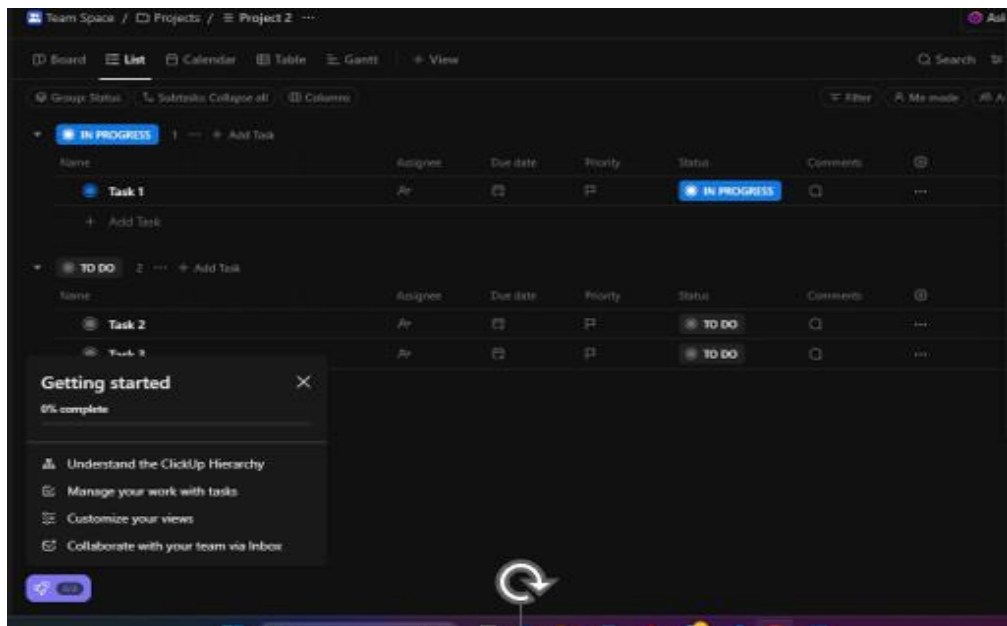 Team Space / Projects / Project 2 ...
Board List Calendar Table Gantt + View Search
Group: Status Subtasks: Collapse all Columns Filter Me mode
IN PROGRESS 1 ... + Add Task
Name Assignee Due date Priority Status Comments
Task 1 IN PROGRESS ...
+ Add Task
TO DO 2 ... + Add Task
Name Assignee Due date Priority Status Comments
Task 2 TO DO ...
Task 3 TO DO ...
Getting started
0% complete
Understand the ClickUp Hierarchy
Manage your work with tasks
Customize your views
Collaborate with your team via Inbox